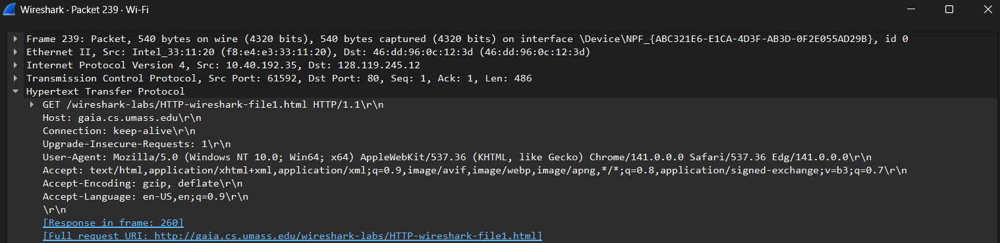 Wireshark · Packet 239 · Wi-Fi
Frame 239: Packet, 540 bytes on wire (4320 bits), 540 bytes captured (4320 bits) on interface \Device\NPF_{ABC321E6-E1CA-4D3F-AB3D-0F2E055AD29B}, id 0
Ethernet II, Src: Intel_33:11:20 (f8:e4:e3:33:11:20), Dst: 46:dd:96:0c:12:3d (46:dd:96:0c:12:3d)
Internet Protocol Version 4, Src: 10.40.192.35, Dst: 128.119.245.12
Transmission Control Protocol, Src Port: 61592, Dst Port: 80, Seq: 1, Ack: 1, Len: 486
Hypertext Transfer Protocol
GET /wireshark-labs/HTTP-wireshark-file1.html HTTP/1.1\r\n
Host: gaia.cs.umass.edu\r\n
Connection: keep-alive\r\n
Upgrade-Insecure-Requests: 1\r\n
User-Agent: Mozilla/5.0 (Windows NT 10.0; Win64; x64) AppleWebKit/537.36 (KHTML, like Gecko) Chrome/141.0.0.0 Safari/537.36 Edg/141.0.0.0\r\n
Accept: text/html,application/xhtml+xml,application/xml;q=0.9,image/avif,image/webp,image/apng,*/*;q=0.8,application/signed-exchange;v=b3;q=0.7\r\n
Accept-Encoding: gzip, deflate\r\n
Accept-Language: en-US,en;q=0.9\r\n
\r\n
[Response in frame: 260]
[Full request URI: http://gaia.cs.umass.edu/wireshark-labs/HTTP-wireshark-file1.html]